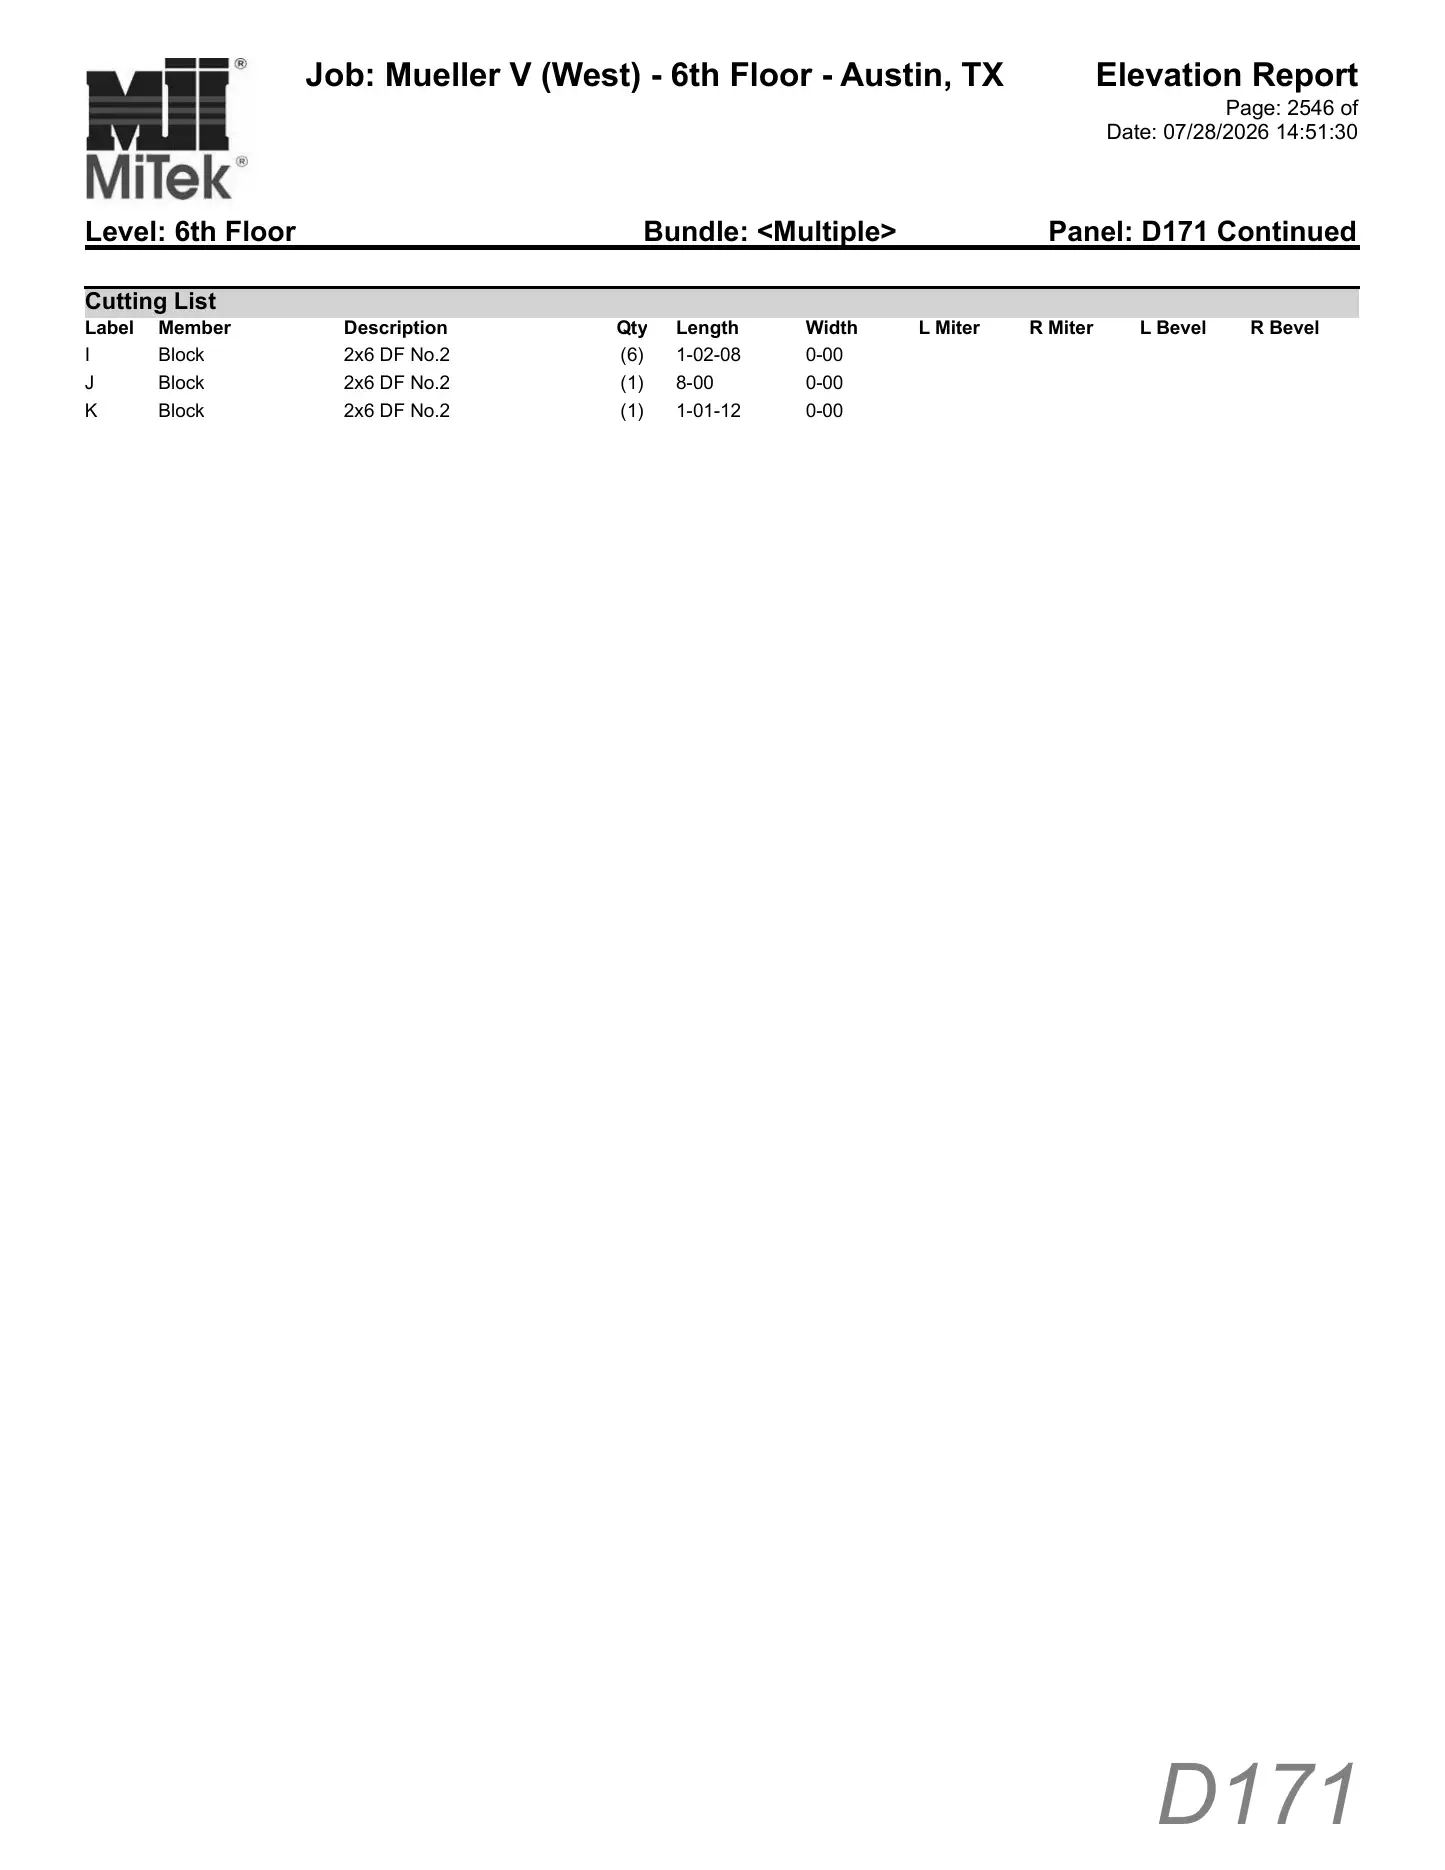 Job: Mueller V (West) - 6th Floor - Austin, TX
Elevation Report
Page: 2546 of
Date: 07/28/2026 14:51:30
MiTek®
Level: 6th Floor Bundle: <Multiple> Panel: D171 Continued
Cutting List
Label Member Description Qty Length Width L Miter R Miter L Bevel R Bevel
I Block 2x6 DF No.2 (6) 1-02-08 0-00
J Block 2x6 DF No.2 (1) 8-00 0-00
K Block 2x6 DF No.2 (1) 1-01-12 0-00
D171